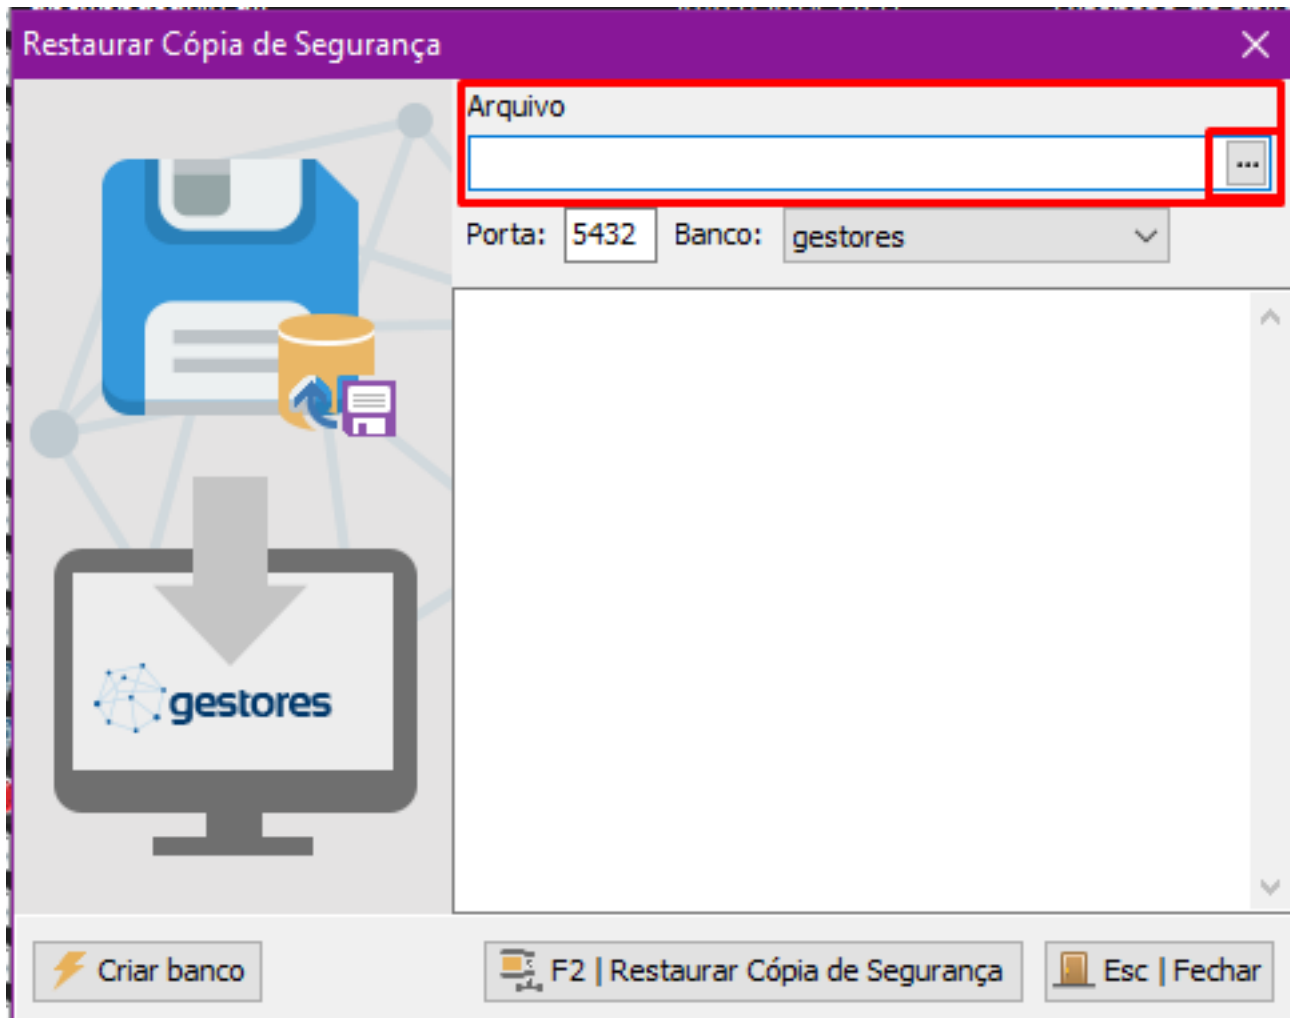 Restaurar Cópia de Segurança
Arquivo
...
Porta: 5432 Banco: gestores
gestores
Criar banco
F2 | Restaurar Cópia de Segurança
Esc | Fechar